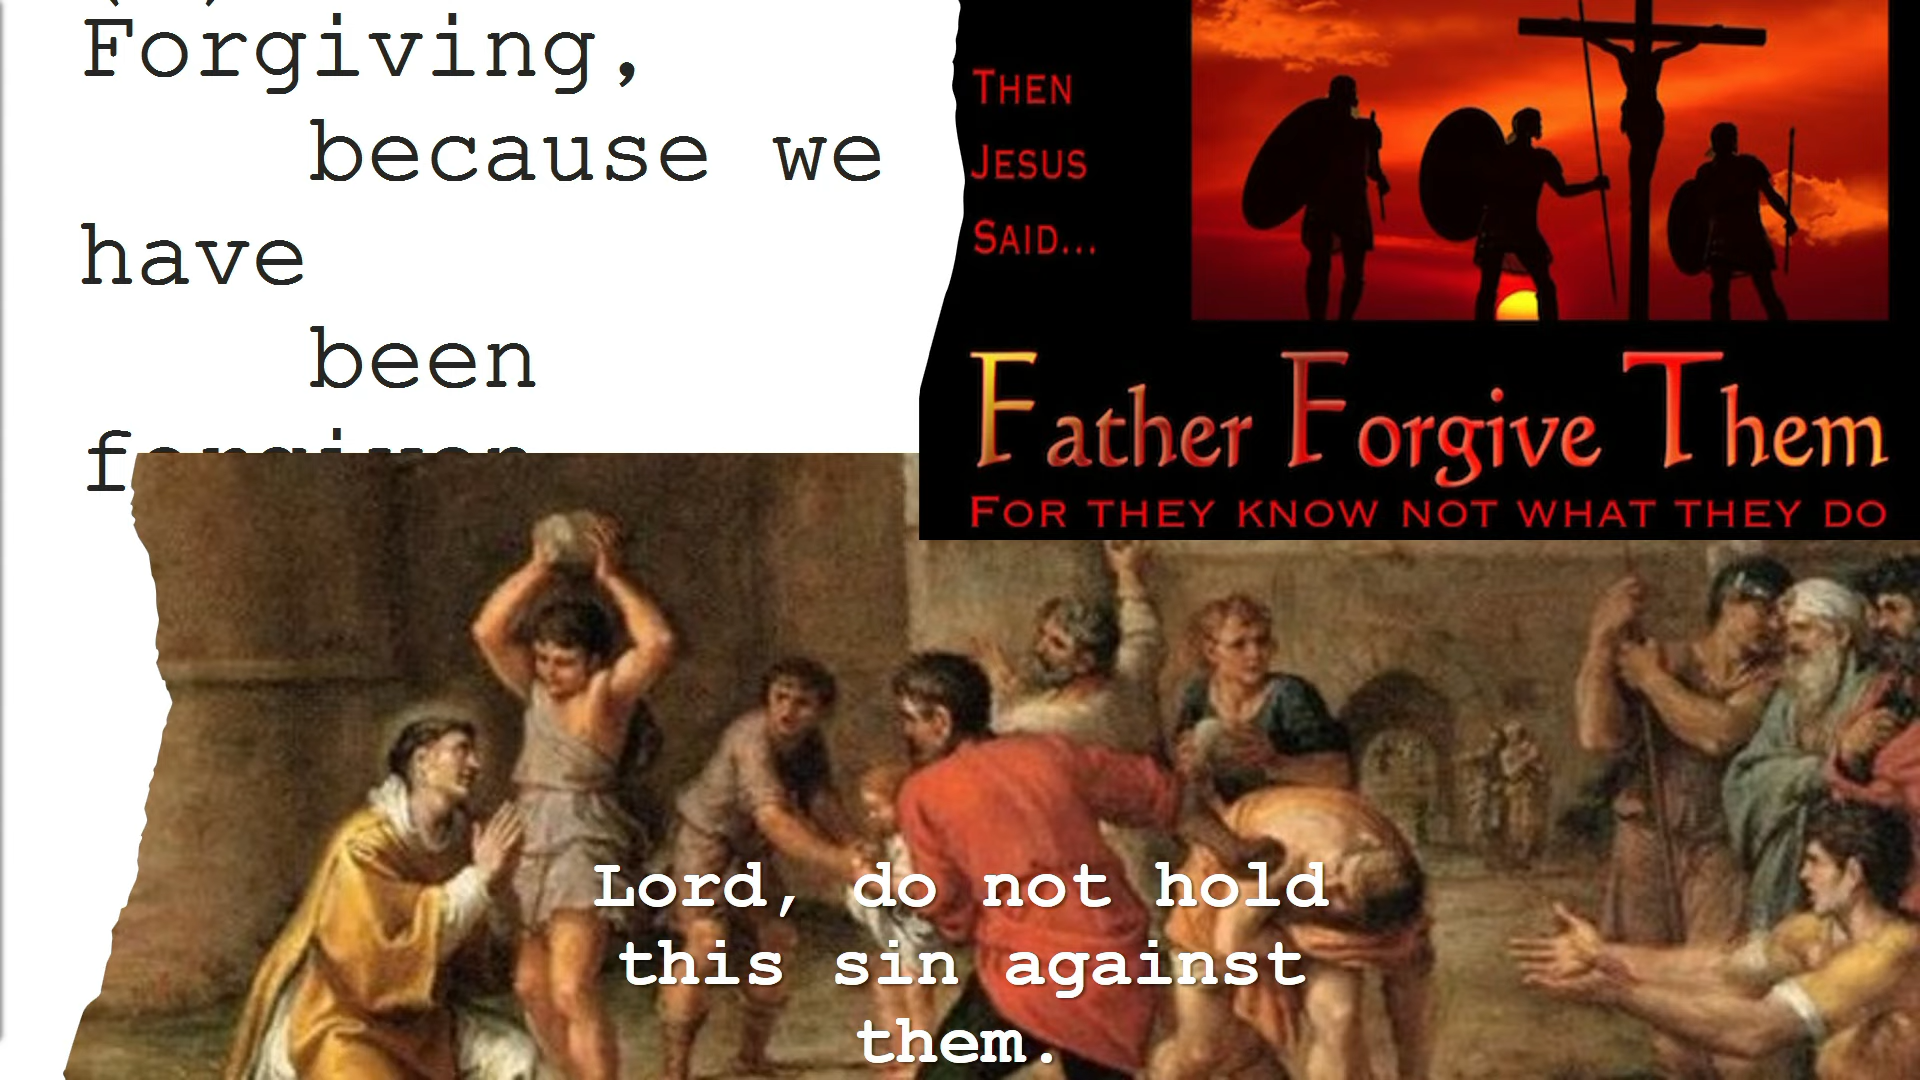 Forgiving,
because we
have
been
forgiven
THEN
JESUS
SAID...
Father Forgive Them
FOR THEY KNOW NOT WHAT THEY DO
Lord, do not hold
this sin against
them.